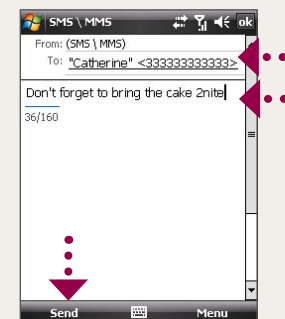 SMS \ MMS ok
From: (SMS \ MMS)
To: "Catherine" <333333333333>
Don't forget to bring the cake 2nite
36/160
Send Menu